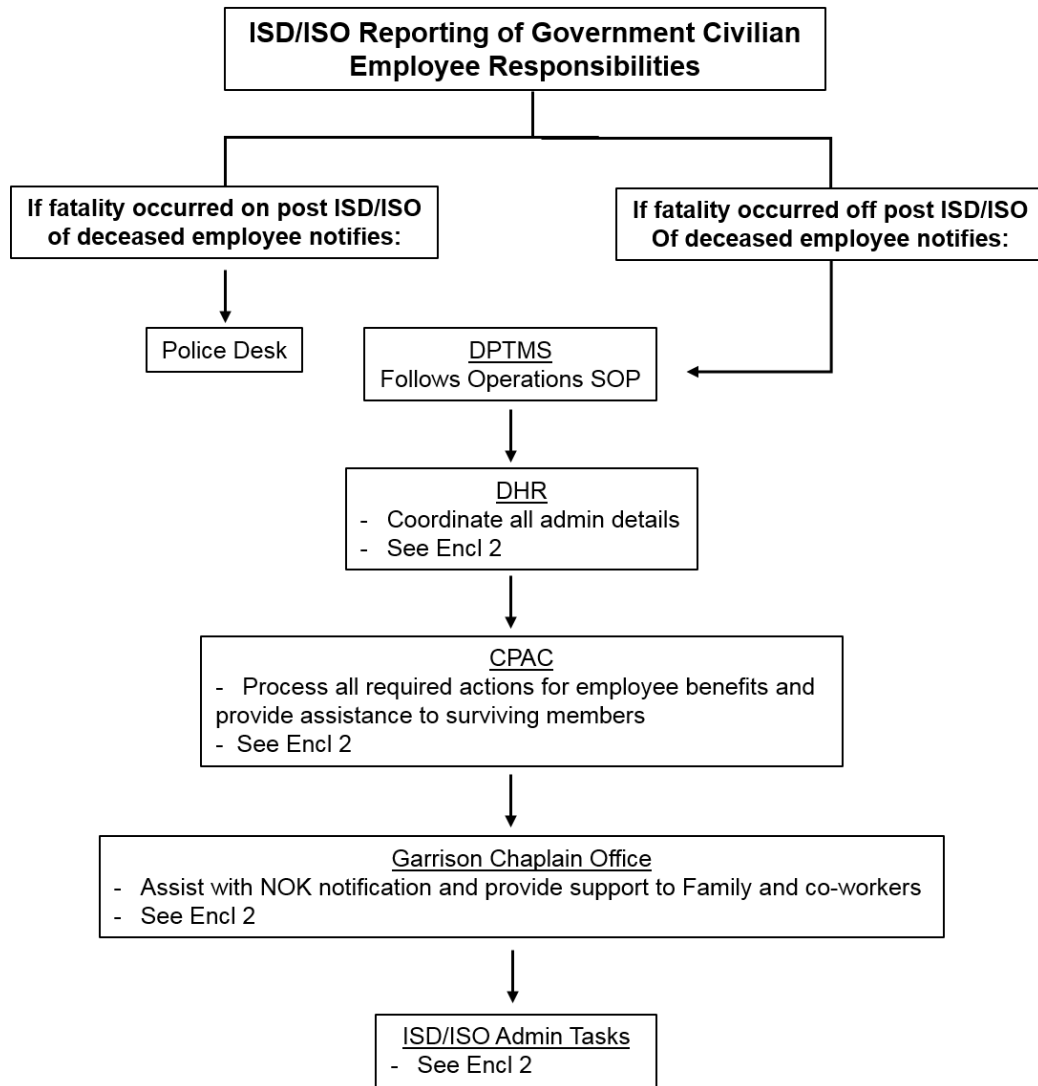 ISD/ISO Reporting of Government Civilian
Employee Responsibilities
If fatality occurred on post ISD/ISO
of deceased employee notifies:
If fatality occurred off post ISD/ISO
Of deceased employee notifies:
Police Desk
DPTMS
Follows Operations SOP
DHR
- Coordinate all admin details
- See Encl 2
CPAC
- Process all required actions for employee benefits and
provide assistance to surviving members
- See Encl 2
Garrison Chaplain Office
- Assist with NOK notification and provide support to Family and co-workers
- See Encl 2
ISD/ISO Admin Tasks
- See Encl 2